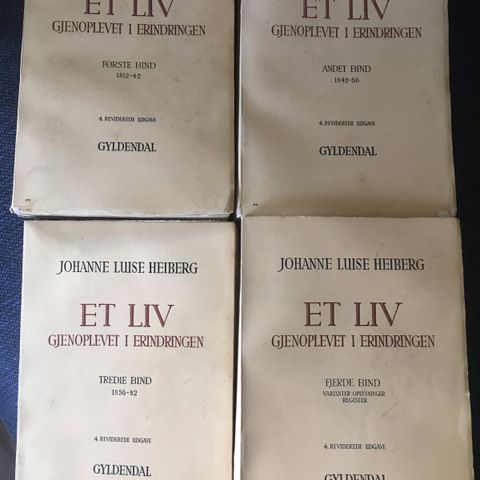 ET LIV
GJENOPLEVET I ERINDRINGEN
FØRSTE BIND
1812-42
4. REVIDEREDE UDGAVE
GYLDENDAL
ET LIV
GJENOPLEVET I ERINDRINGEN
ANDET BIND
1842-56
4. REVIDEREDE UDGAVE
GYLDENDAL
JOHANNE LUISE HEIBERG
ET LIV
GJENOPLEVET I ERINDRINGEN
TREDIE BIND
1856-82
4. REVIDEREDE UDGAVE
GYLDENDAL
JOHANNE LUISE HEIBERG
ET LIV
GJENOPLEVET I ERINDRINGEN
FJERDE BIND
VARIANTER·OPLYSNINGER
REGISTER
4. REVIDEREDE UDGAVE
GYLDENDAL